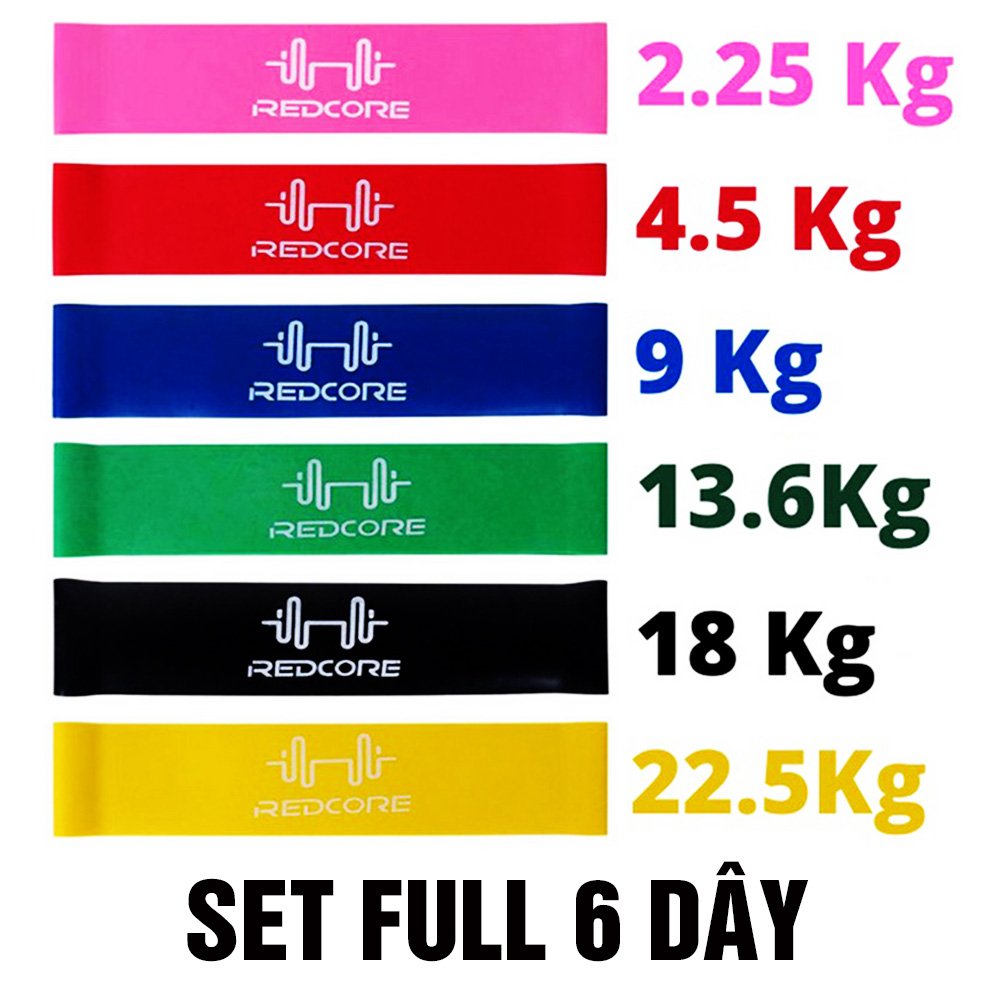 REDCORE
2.25 Kg
REDCORE
4.5 Kg
REDCORE
9 Kg
REDCORE
13.6Kg
REDCORE
18 Kg
REDCORE
22.5Kg
SET FULL 6 DÂY